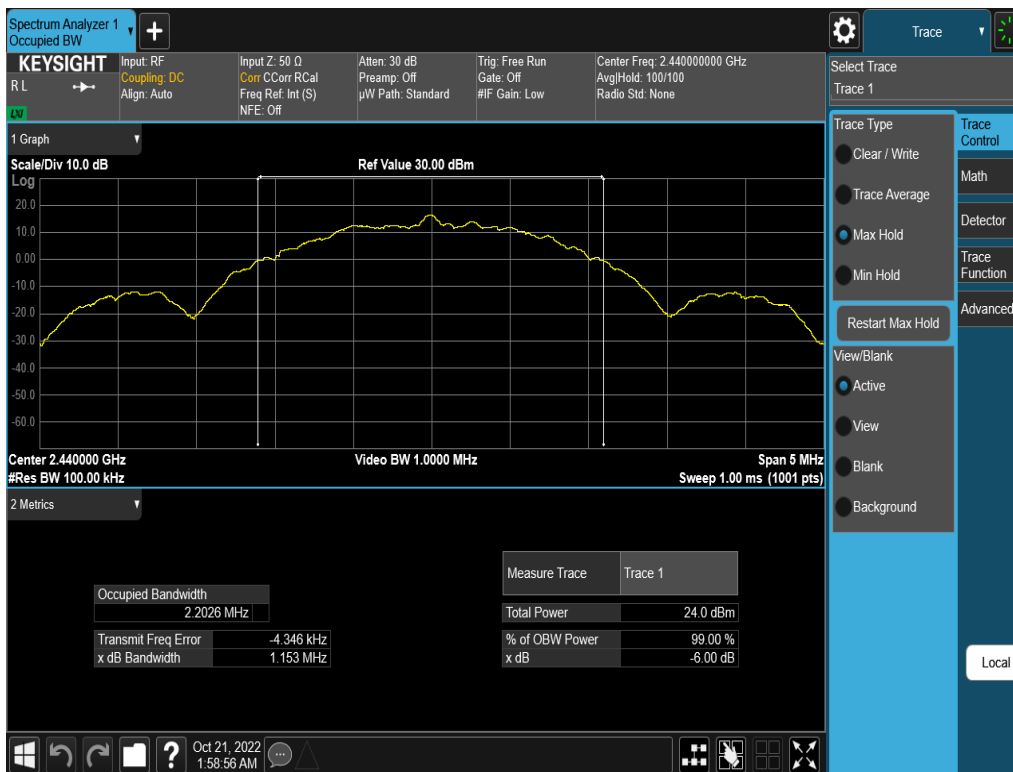 Spectrum Analyzer 1
Occupied BW
Trace
KEYSIGHT
R L
LXI
Input: RF
Coupling: DC
Align: Auto
Input Z: 50 Ω
Corr CCorr RCal
Freq Ref: Int (S)
NFE: Off
Atten: 30 dB
Preamp: Off
µW Path: Standard
Trig: Free Run
Gate: Off
#IF Gain: Low
Center Freq: 2.440000000 GHz
Avg|Hold: 100/100
Radio Std: None
Select Trace
Trace 1
1 Graph
Scale/Div 10.0 dB
Ref Value 30.00 dBm
Log
20.0
10.0
0.00
-10.0
-20.0
-30.0
-40.0
-50.0
-60.0
Center 2.440000 GHz
Video BW 1.0000 MHz
Span 5 MHz
#Res BW 100.00 kHz
Sweep 1.00 ms (1001 pts)
2 Metrics
Occupied Bandwidth
2.2026 MHz
Transmit Freq Error -4.346 kHz
x dB Bandwidth 1.153 MHz
Measure Trace Trace 1
Total Power 24.0 dBm
% of OBW Power 99.00 %
x dB -6.00 dB
Trace Type
Clear / Write
Trace Average
Max Hold
Min Hold
Restart Max Hold
View/Blank
Active
View
Blank
Background
Trace
Control
Math
Detector
Trace
Function
Advanced
Local
?
Oct 21, 2022
1:58:56 AM